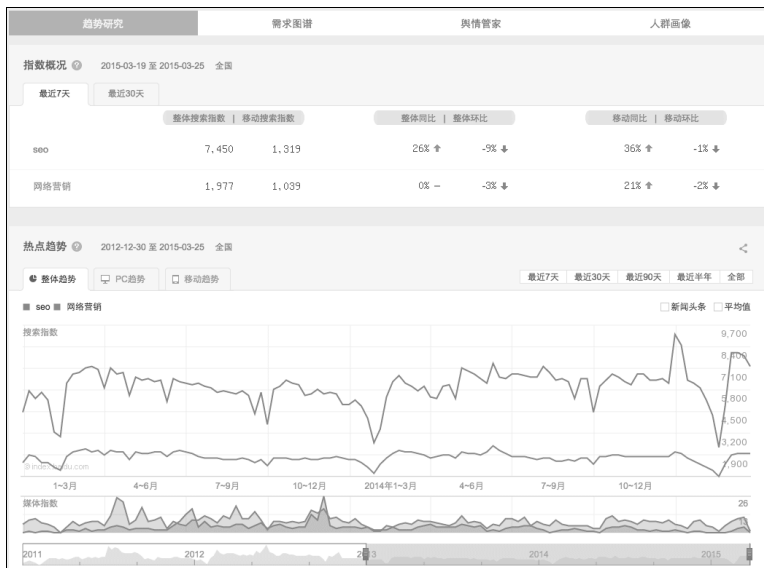 趋势研究 需求图谱 舆情管家 人群画像
指数概况 ? 2015-03-19 至 2015-03-25 全国
最近7天 最近30天
整体搜索指数 | 移动搜索指数 整体同比 | 整体环比 移动同比 | 移动环比
seo 7,450 1,319 26% ↑ -9% ↓ 36% ↑ -1% ↓
网络营销 1,977 1,039 0% – -3% ↓ 21% ↑ -2% ↓
热点趋势 ? 2012-12-30 至 2015-03-25 全国
整体趋势 PC趋势 移动趋势 最近7天 最近30天 最近90天 最近半年 全部
seo 网络营销 新闻头条 平均值
搜索指数
9,700
8,400
7,100
5,800
4,500
3,200
1,900
©index.baidu.com
1~3月 4~6月 7~9月 10~12月 2014年1~3月 4~6月 7~9月 10~12月
媒体指数 26
13
2011 2012 2013 2014 2015